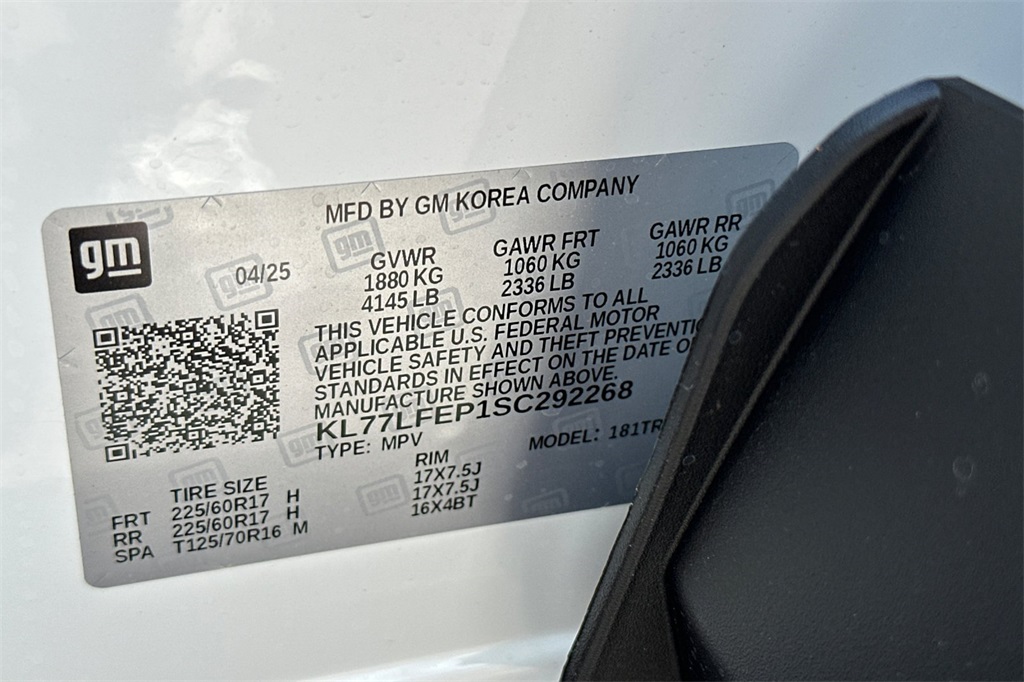 MFD BY GM KOREA COMPANY
gm
04/25
GVWR
1880 KG
4145 LB
GAWR FRT
1060 KG
2336 LB
GAWR RR
1060 KG
2336 LB
THIS VEHICLE CONFORMS TO ALL
APPLICABLE U.S. FEDERAL MOTOR
VEHICLE SAFETY AND THEFT
STANDARDS IN EFFECT ON THE DATE
MANUFACTURE SHOWN ABOVE.
KL77LFEP1SC292268
TYPE: MPV
MODEL:
TIRE SIZE
RIM
FRT 225/60R17 H 17X7.5J
RR 225/60R17 H 17X7.5J
SPA T125/70R16 M 16X4BT